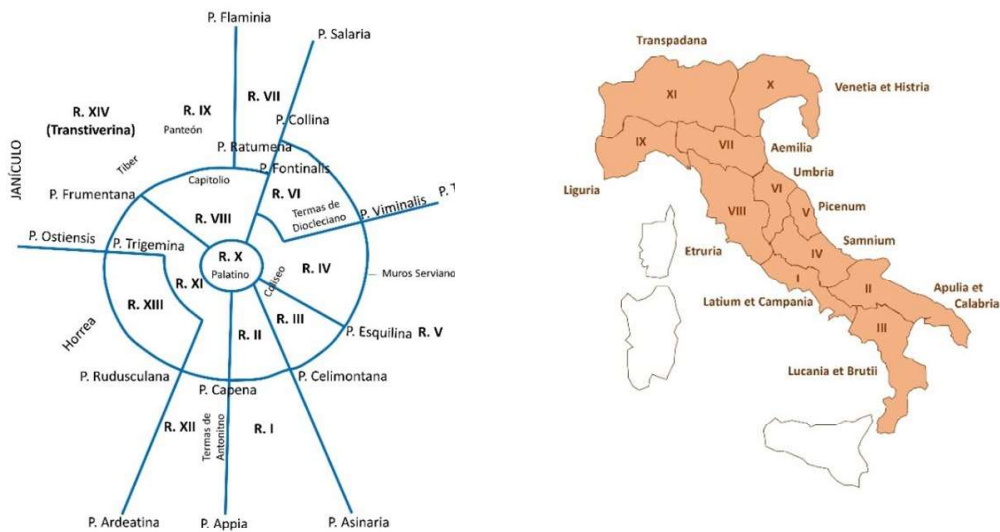 P. Flaminia
P. Salaria
R. VII
R. XIV
(Transtiverina)
R. IX
Panteón
P. Collina
JANÍCULO
Tiber
P. Ratumena
P. Fontinalis
Capitolio
P. Frumentana
R. VI
Termas de
Diocleciano
P. Viminalis
P. T
R. VIII
P. Ostiensis
P. Trigemina
R. X
Palatino
R. IV
Coliseo
Muros Serviano
R. XI
R. XIII
R. III
R. II
Horrea
P. Esquilina
R. V
P. Rudusculana
P. Celimontana
P. Capena
R. XII
Termas de
Antonitno
R. I
P. Ardeatina
P. Appia
P. Asinaria
Transpadana
XI
X
Venetia et Histria
IX
VII
Aemilia
Liguria
Umbria
VI
V
Picenum
VIII
Samnium
Etruria
IV
I
II
Apulia et
Calabria
Latium et Campania
III
Lucania et Brutii